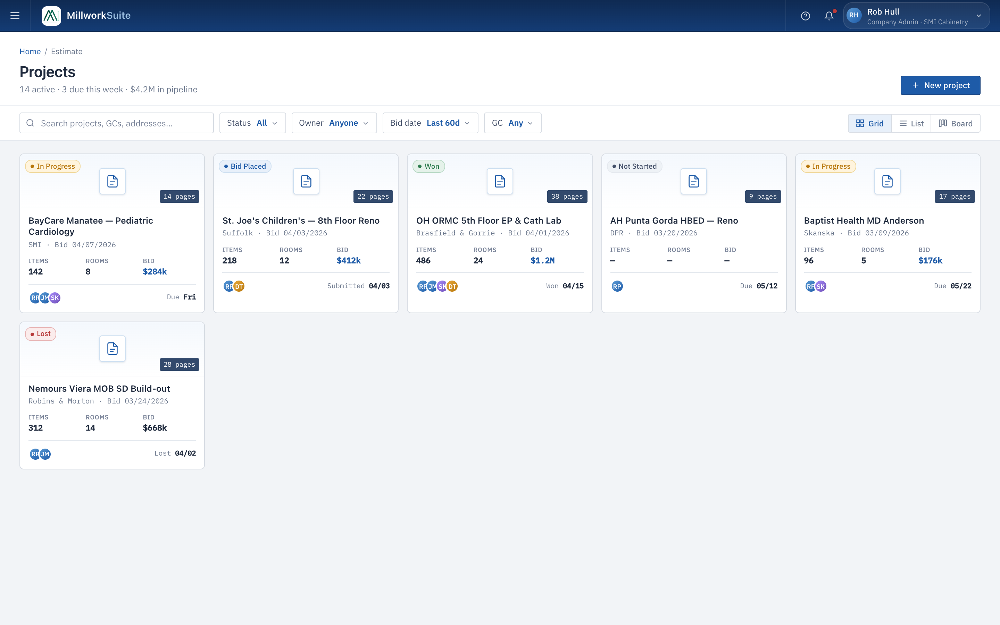 MillworkSuite
RH
Rob Hull
Company Admin · SMI Cabinetry
Home / Estimate
Projects
14 active · 3 due this week · $4.2M in pipeline
+ New project
Search projects, GCs, addresses...
Status All
Owner Anyone
Bid date Last 60d
GC Any
Grid
List
Board
In Progress
14 pages
BayCare Manatee — Pediatric
Cardiology
SMI · Bid 04/07/2026
ITEMS ROOMS BID
142 8 $284k
JM SK
Due Fri
Bid Placed
22 pages
St. Joe's Children's — 8th Floor Reno
Suffolk · Bid 04/03/2026
ITEMS ROOMS BID
218 12 $412k
DT
Submitted 04/03
Won
38 pages
OH ORMC 5th Floor EP & Cath Lab
Brasfield & Gorrie · Bid 04/01/2026
ITEMS ROOMS BID
486 24 $1.2M
JM SK DT
Won 04/15
Not Started
9 pages
AH Punta Gorda HBED — Reno
DPR · Bid 03/20/2026
ITEMS ROOMS BID
— — —
RP
Due 05/12
In Progress
17 pages
Baptist Health MD Anderson
Skanska · Bid 03/09/2026
ITEMS ROOMS BID
96 5 $176k
SK
Due 05/22
Lost
28 pages
Nemours Viera MOB SD Build-out
Robins & Morton · Bid 03/24/2026
ITEMS ROOMS BID
312 14 $668k
JM
Lost 04/02